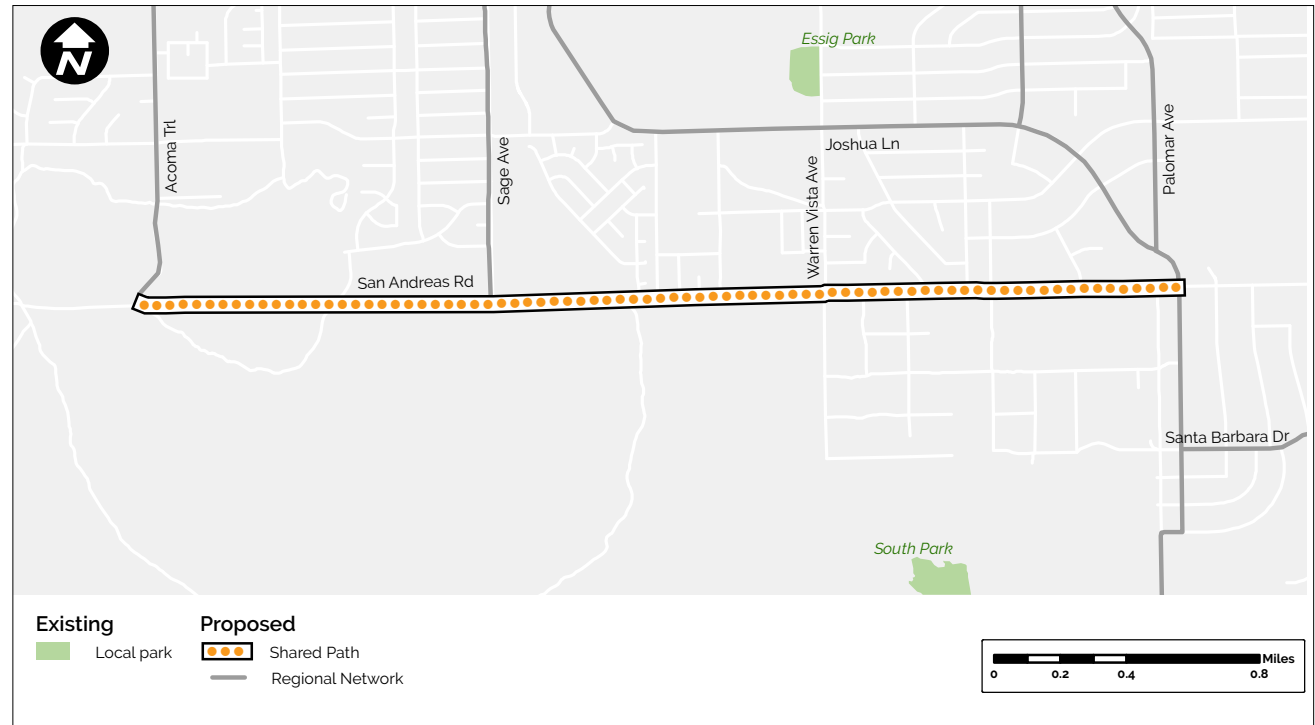 N
Essig Park
Acoma Trl
Sage Ave
Joshua Ln
Warren Vista Ave
Palomar Ave
San Andreas Rd
Santa Barbara Dr
South Park
Existing
Local park
Proposed
Shared Path
Regional Network
Miles
0 0.2 0.4 0.8